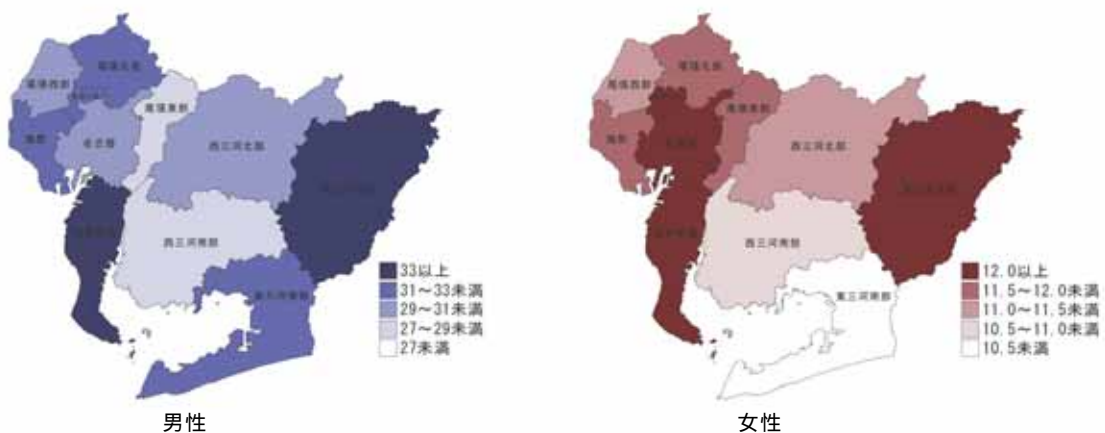 尾張北部
尾張西部
尾張東部
海部
名古屋
西三河北部
西三河南部
東三河南部
33以上
31～33未満
29～31未満
27～29未満
27未満
男性
尾張北部
尾張西部
尾張東部
海部
西三河北部
西三河南部
東三河南部
12.0以上
11.5～12.0未満
11.0～11.5未満
10.5～11.0未満
10.5未満
女性